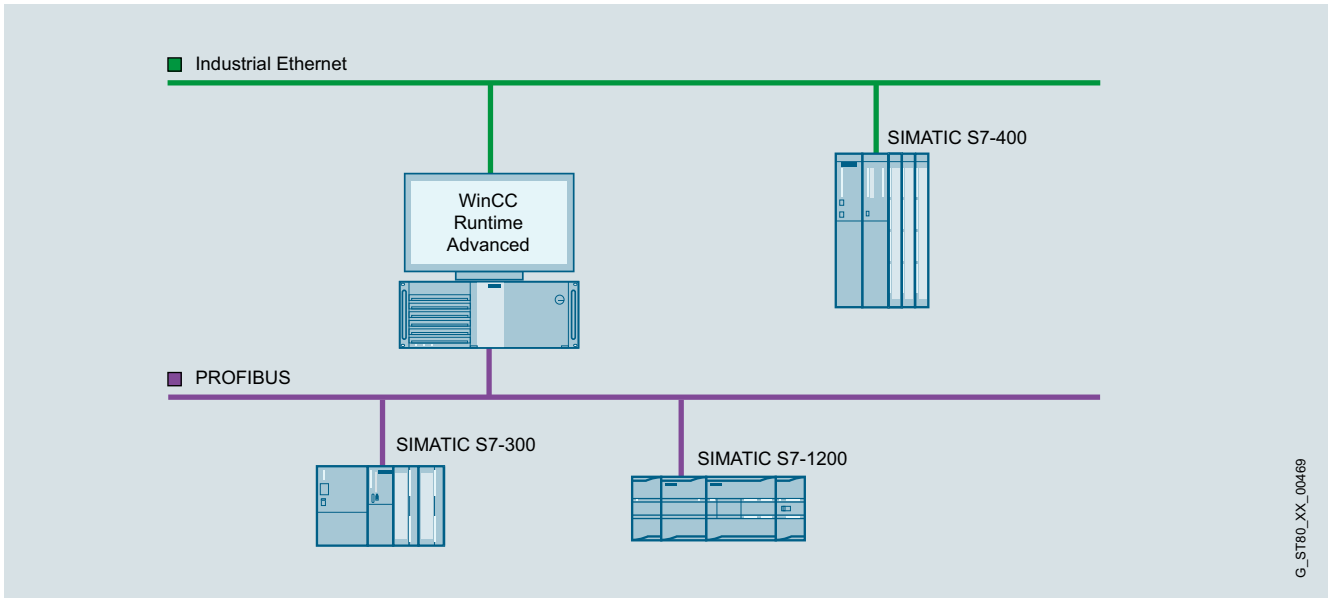 Industrial Ethernet
SIMATIC S7-400
WinCC
Runtime
Advanced
PROFIBUS
SIMATIC S7-300
SIMATIC S7-1200
G_ST80_XX_00469